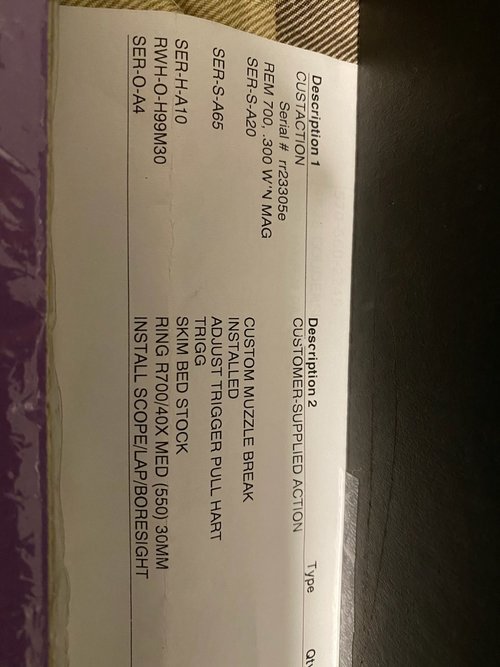 Description 1 Description 2 Type Qty
CUSTACTION CUSTOMER-SUPPLIED ACTION
Serial # rr23305e
REM 700, .300 W'N MAG
SER-S-A20 CUSTOM MUZZLE BREAK
INSTALLED
SER-S-A65 ADJUST TRIGGER PULL HART
TRIGG
SER-H-A10 SKIM BED STOCK
RWH-O-H99M30 RING R700/40X MED (550) 30MM
SER-O-A4 INSTALL SCOPE/LAP/BORESIGHT